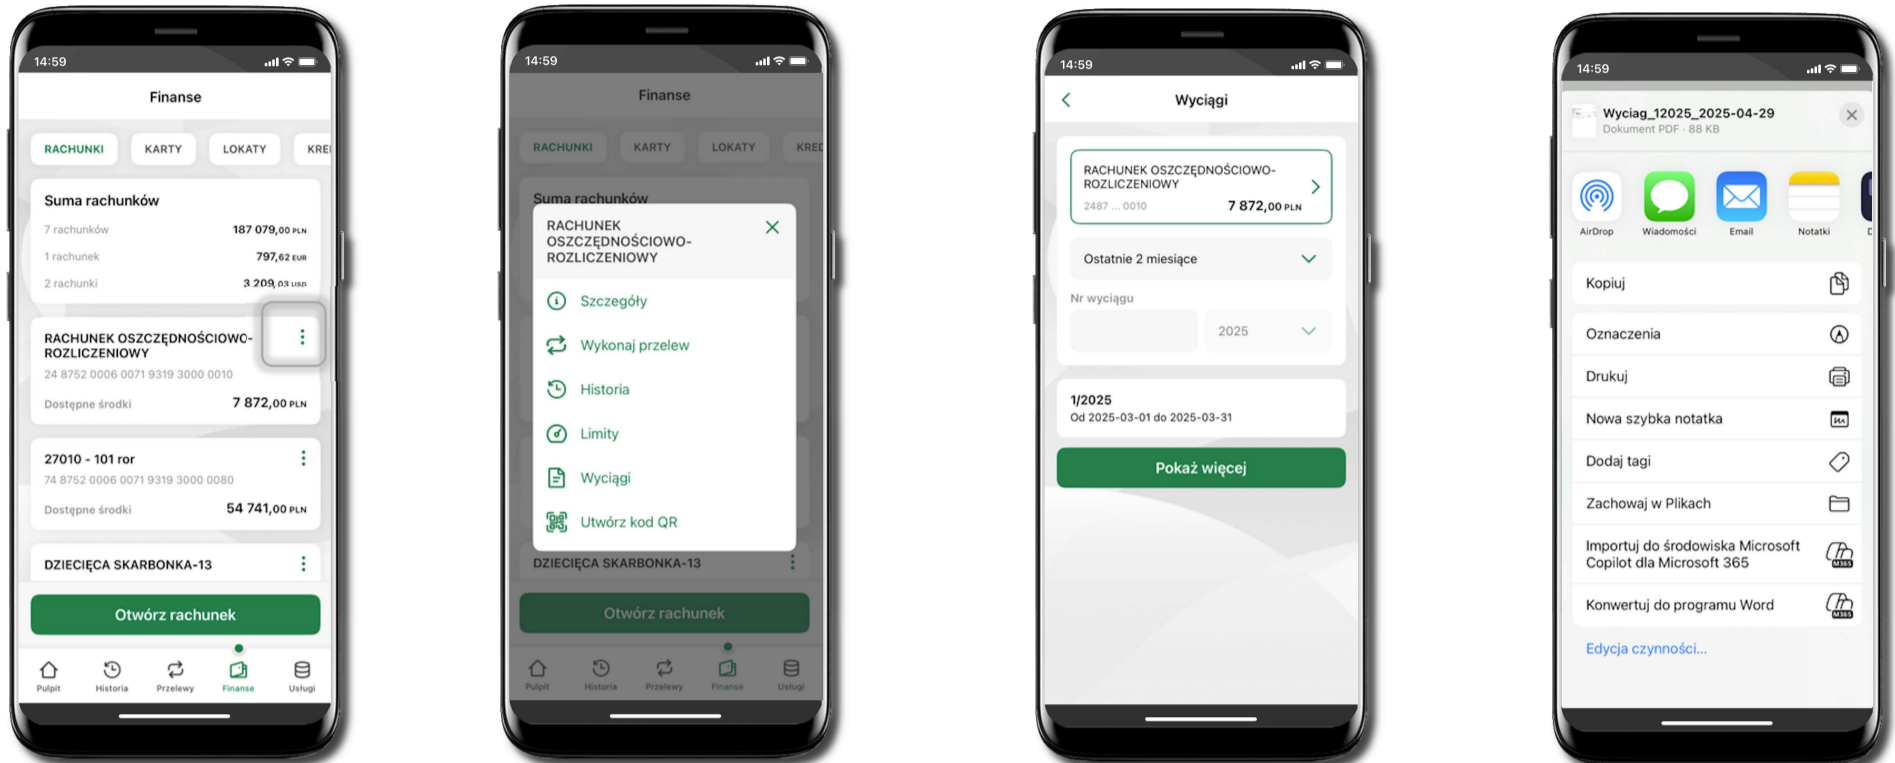 14:59
Finanse
RACHUNKI KARTY LOKATY KRE
Suma rachunków
7 rachunków 187 079,00 PLN
1 rachunek 797,62 EUR
2 rachunki 3 209,03 USD
RACHUNEK OSZCZĘDNOŚCIOWO-
ROZLICZENIOWY
24 8752 0006 0071 9319 3000 0010
Dostępne środki 7 872,00 PLN
27010 - 101 ror
74 8752 0006 0071 9319 3000 0080
Dostępne środki 54 741,00 PLN
DZIECIĘCA SKARBONKA-13
Otwórz rachunek
Pulpit Historia Przelewy Finanse Usługi
14:59
Finanse
RACHUNKI KARTY LOKATY KRED
Suma rachunków
RACHUNEK
OSZCZĘDNOŚCIOWO-
ROZLICZENIOWY
Szczegóły
Wykonaj przelew
Historia
Limity
Wyciągi
Utwórz kod QR
DZIECIĘCA SKARBONKA-13
Otwórz rachunek
Pulpit Historia Przelewy Finanse Usługi
14:59
Wyciągi
RACHUNEK OSZCZĘDNOŚCIOWO-
ROZLICZENIOWY
2487 ... 0010 7 872,00 PLN
Ostatnie 2 miesiące
Nr wyciągu
2025
1/2025
Od 2025-03-01 do 2025-03-31
Pokaż więcej
14:59
Wyciag_12025_2025-04-29
Dokument PDF · 88 KB
AirDrop Wiadomości Email Notatki
Kopiuj
Oznaczenia
Drukuj
Nowa szybka notatka
Dodaj tagi
Zachowaj w Plikach
Importuj do środowiska Microsoft
Copilot dla Microsoft 365
M365
Konwertuj do programu Word
M365
Edycja czynności...